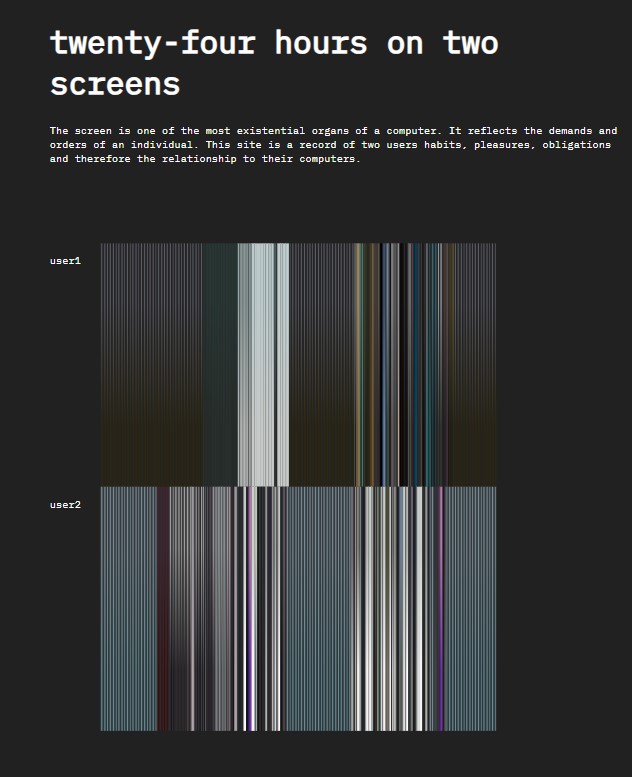 twenty-four hours on two
screens
The screen is one of the most existential organs of a computer. It reflects the demands and
orders of an individual. This site is a record of two users habits, pleasures, obligations
and therefore the relationship to their computers.
user1
user2